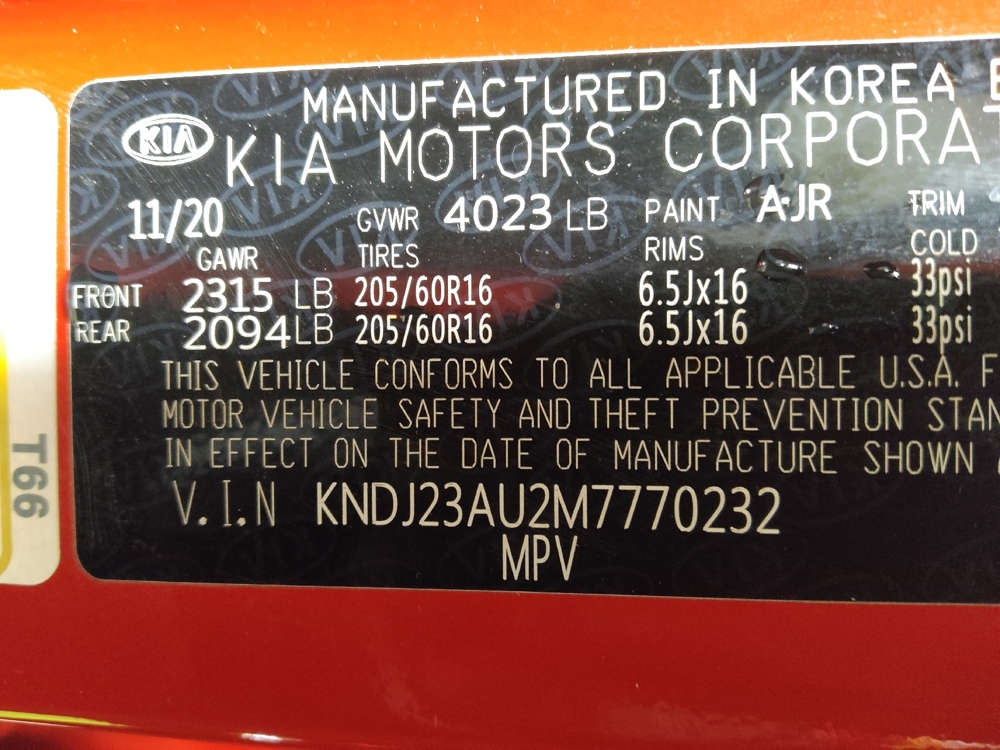 MANUFACTURED IN KOREA
KIA KIA MOTORS CORPORAT
11/20 GVWR 4023 LB PAINT AJR TRIM
GAWR TIRES RIMS COLD
FRONT 2315 LB 205/60R16 6.5Jx16 33psi
REAR 2094 LB 205/60R16 6.5Jx16 33psi
THIS VEHICLE CONFORMS TO ALL APPLICABLE U.S.A. F
MOTOR VEHICLE SAFETY AND THEFT PREVENTION STAN
IN EFFECT ON THE DATE OF MANUFACTURE SHOWN
V.I.N KNDJ23AU2M7770232
MPV
T66